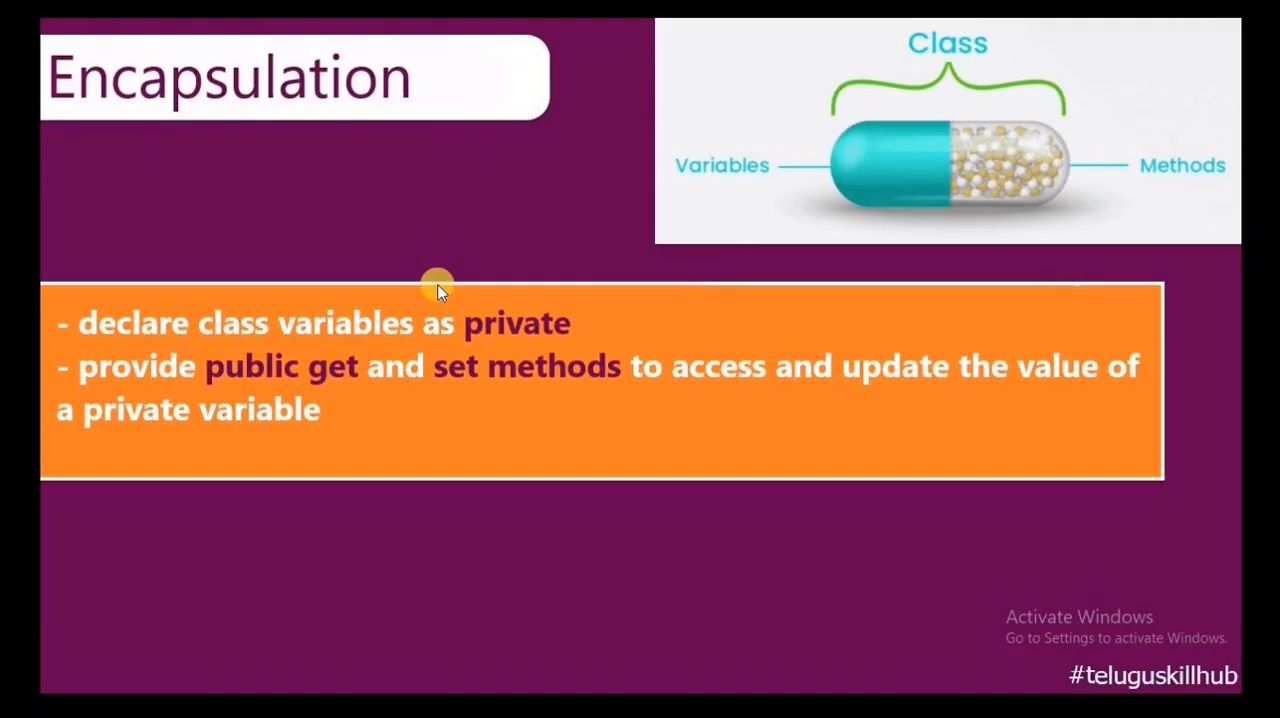 Encapsulation
Class
Variables
Methods
- declare class variables as private
- provide public get and set methods to access and update the value of
a private variable
Activate Windows
Go to Settings to activate Windows.
#teluguskillhub